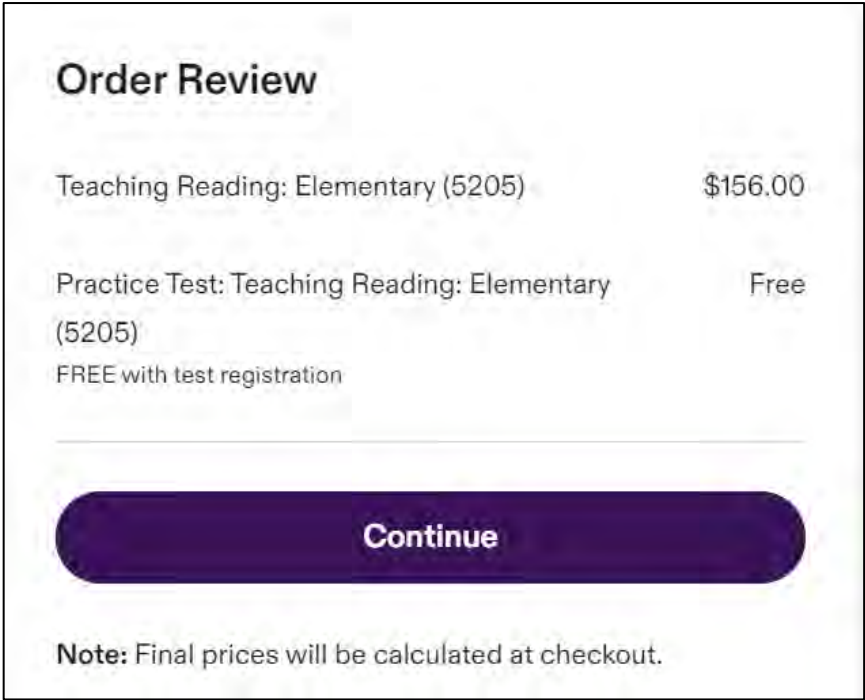 Order Review
Teaching Reading: Elementary (5205) $156.00
Practice Test: Teaching Reading: Elementary Free
(5205)
FREE with test registration
Continue
Note: Final prices will be calculated at checkout.